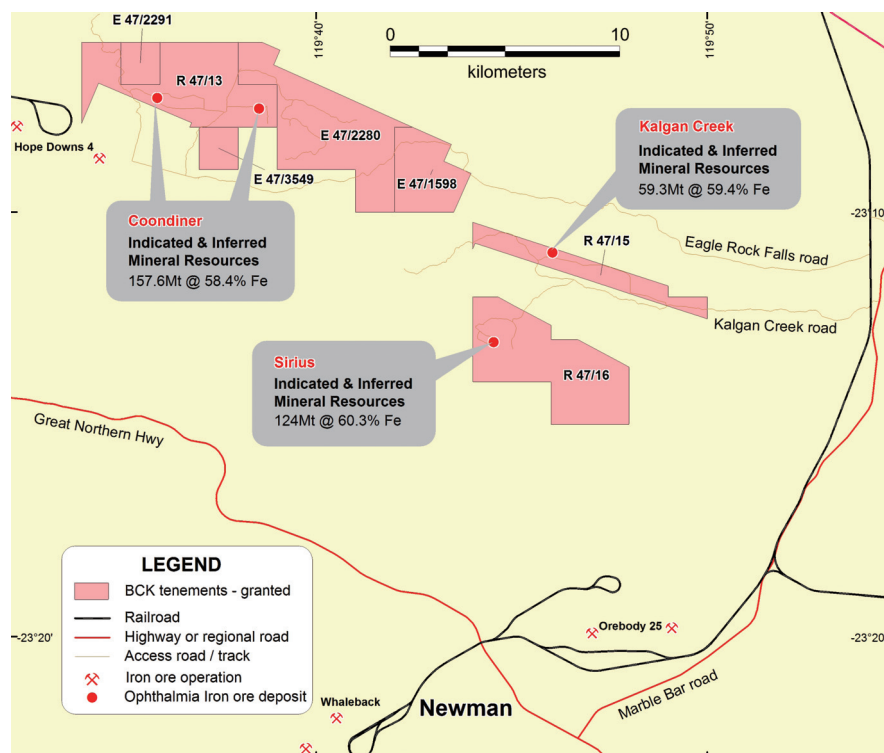 E 47/2291
119°40'
0
10
kilometers
119°50'
R 47/13
Hope Downs 4
E 47/2280
E 47/3549
E 47/1598
Kalgan Creek
Indicated & Inferred
Mineral Resources
59.3Mt @ 59.4% Fe
Coondiner
Indicated & Inferred
Mineral Resources
157.6Mt @ 58.4% Fe
-23°10'
R 47/15
Eagle Rock Falls road
Kalgan Creek road
Sirius
Indicated & Inferred
Mineral Resources
124Mt @ 60.3% Fe
R 47/16
Great Northern Hwy
LEGEND
BCK tenements - granted
Railroad
Highway or regional road
Access road / track
Iron ore operation
Ophthalmia Iron ore deposit
-23°20'
-23°20'
Orebody 25
Marble Bar road
Whaleback
Newman